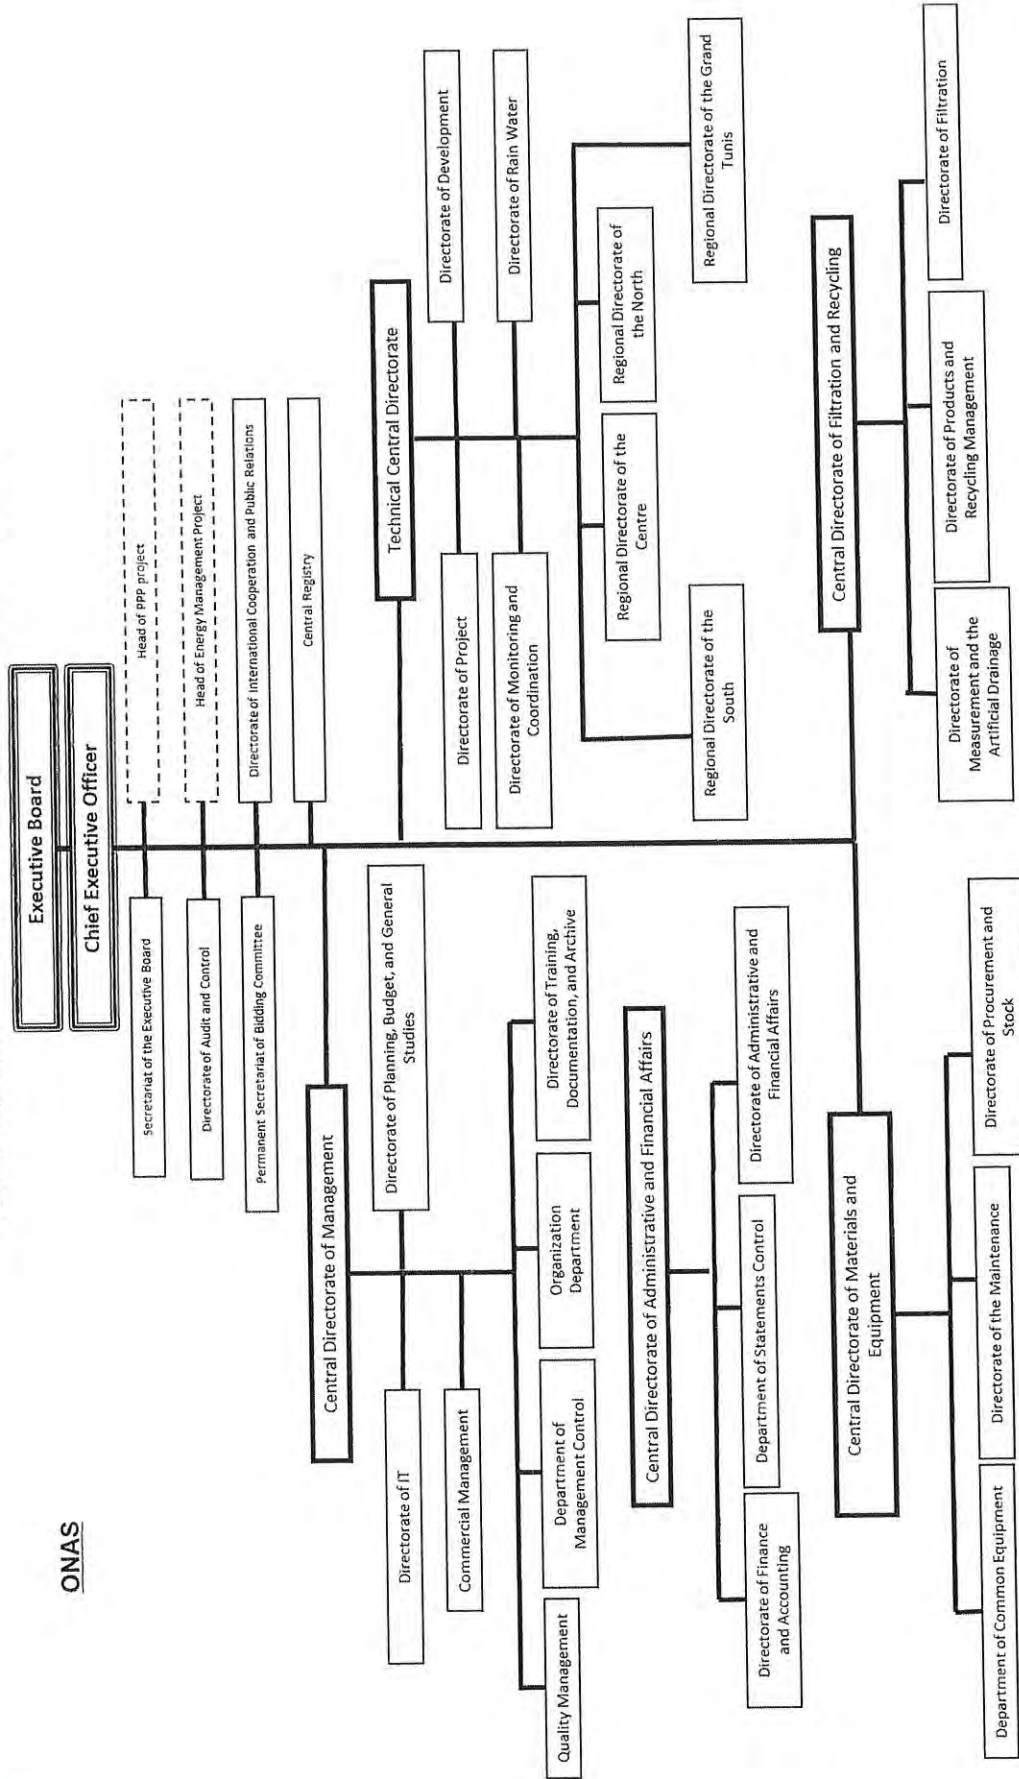 ONAS
Executive Board
Chief Executive Officer
Secretariat of the Executive Board
Head of PPP project
Directorate of Audit and Control
Head of Energy Management Project
Permanent Secretariat of Bidding Committee
Directorate of International Cooperation and Public Relations
Central Registry
Central Directorate of Management
Technical Central Directorate
Directorate of IT
Directorate of Planning, Budget, and General
Studies
Commercial Management
Quality Management
Department of
Management Control
Organization
Department
Directorate of Training,
Documentation, and Archive
Directorate of Project
Directorate of Development
Directorate of Monitoring and
Coordination
Directorate of Rain Water
Regional Directorate of the
South
Regional Directorate of the
Centre
Regional Directorate of
the North
Regional Directorate of the Grand
Tunis
Central Directorate of Administrative and Financial Affairs
Directorate of Finance
and Accounting
Department of Statements Control
Directorate of Administrative and
Financial Affairs
Central Directorate of Materials and
Equipment
Department of Common Equipment
Directorate of the Maintenance
Directorate of Procurement and
Stock
Central Directorate of Filtration and Recycling
Directorate of
Measurement and the
Artificial Drainage
Directorate of Products and
Recycling Management
Directorate of Filtration